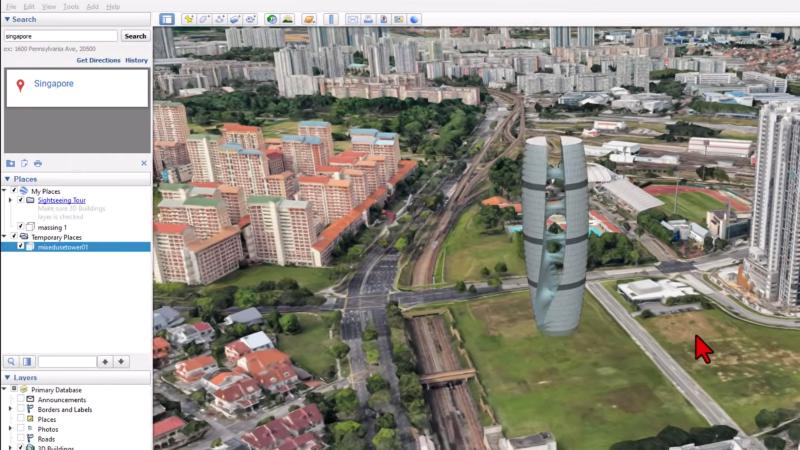 File Edit View Tools Add Help
Search
singapore
Search
ex: 1600 Pennsylvania Ave, 20500
Get Directions History
Singapore
Places
My Places
Sightseeing Tour
Make sure 3D Buildings
layer is checked
massing 1
Temporary Places
mixedusetower01
Layers
Primary Database
Announcements
Borders and Labels
Places
Photos
Roads
3D Buildings